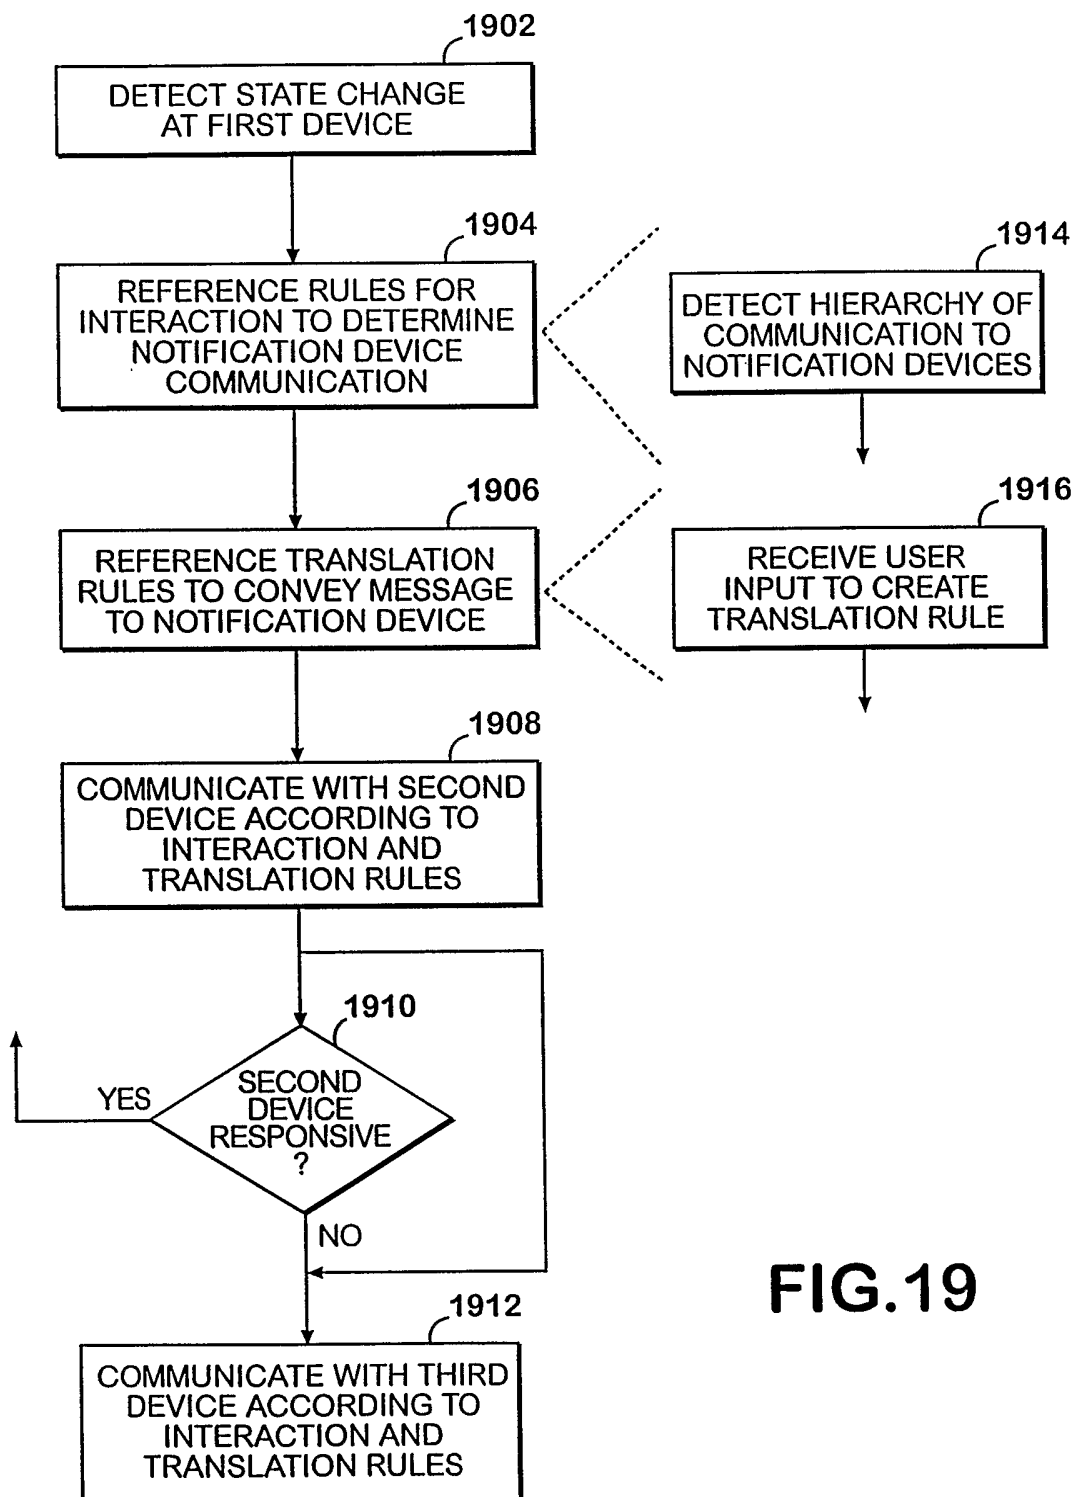 1902
DETECT STATE CHANGE
AT FIRST DEVICE
1904
REFERENCE RULES FOR
INTERACTION TO DETERMINE
NOTIFICATION DEVICE
COMMUNICATION
1914
DETECT HIERARCHY OF
COMMUNICATION TO
NOTIFICATION DEVICES
1906
REFERENCE TRANSLATION
RULES TO CONVEY MESSAGE
TO NOTIFICATION DEVICE
1916
RECEIVE USER
INPUT TO CREATE
TRANSLATION RULE
1908
COMMUNICATE WITH SECOND
DEVICE ACCORDING TO
INTERACTION AND
TRANSLATION RULES
1910
SECOND
DEVICE
RESPONSIVE
?
YES
NO
1912
COMMUNICATE WITH THIRD
DEVICE ACCORDING TO
INTERACTION AND
TRANSLATION RULES
FIG.19